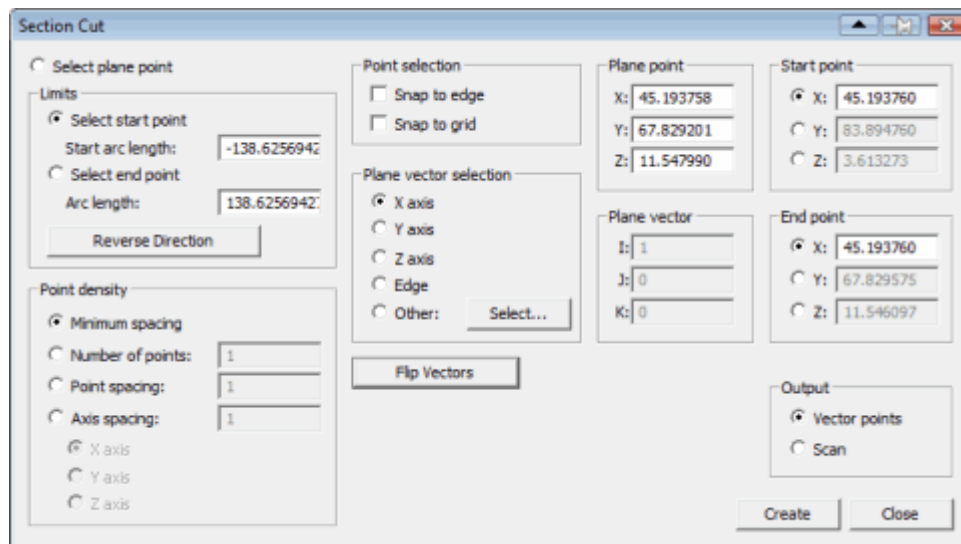 Section Cut
Select plane point
Limits
Select start point
Start arc length: -138.6256942
Select end point
Arc length: 138.6256942
Reverse Direction
Point density
Minimum spacing
Number of points: 1
Point spacing: 1
Axis spacing: 1
X axis
Y axis
Z axis
Point selection
Snap to edge
Snap to grid
Plane vector selection
X axis
Y axis
Z axis
Edge
Other: Select...
Flip Vectors
Plane point
X: 45.193758
Y: 67.829201
Z: 11.547990
Plane vector
I: 1
J: 0
K: 0
Start point
X: 45.193760
Y: 83.894760
Z: 3.613273
End point
X: 45.193760
Y: 67.829575
Z: 11.546097
Output
Vector points
Scan
Create Close